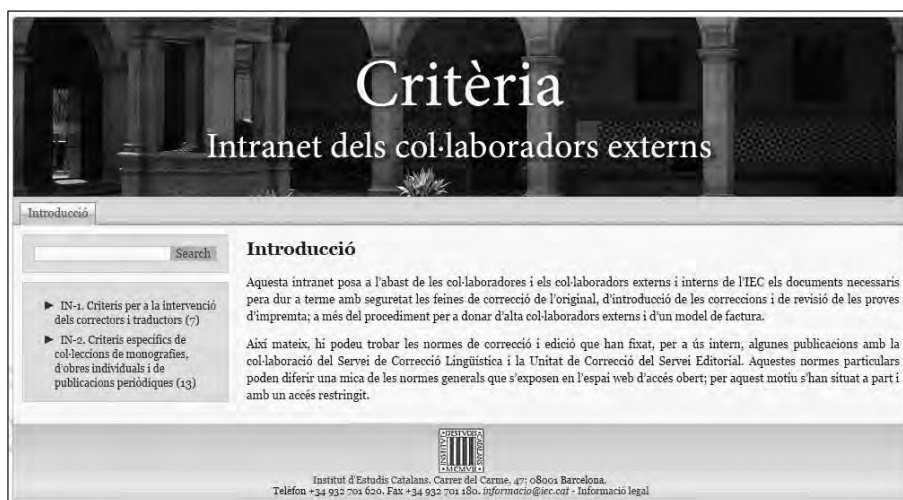 Critèria
Intranet dels col·laboradors externs
Introducció
Search
► IN-1. Criteris per a la intervenció
dels correctors i traductors (7)
► IN-2. Criteris específics de
col·leccions de monografies,
d'obres individuals i de
publicacions periòdiques (13)
Introducció
Aquesta intranet posa a l'abast de les col·laboradores i els col·laboradors externs i interns de l'IEC els documents necessaris
pera dur a terme amb seguretat les feines de correcció de l'original, d'introducció de les correccions i de revisió de les proves
d'impremta; a més del procediment per a donar d'alta col·laboradors externs i d'un model de factura.
Així mateix, hi podeu trobar les normes de correcció i edició que han fixat, per a ús intern, algunes publicacions amb la
col·laboració del Servei de Correcció Lingüística i la Unitat de Correcció del Servei Editorial. Aquestes normes particulars
poden diferir una mica de les normes generals que s'exposen en l'espai web d'accés obert; per aquest motiu s'han situat a part i
amb un accés restringit.
Institut d'Estudis Catalans. Carrer del Carme, 47; 08001 Barcelona.
Telèfon +34 932 701 620. Fax +34 932 701 180. informacio@iec.cat - Informació legal